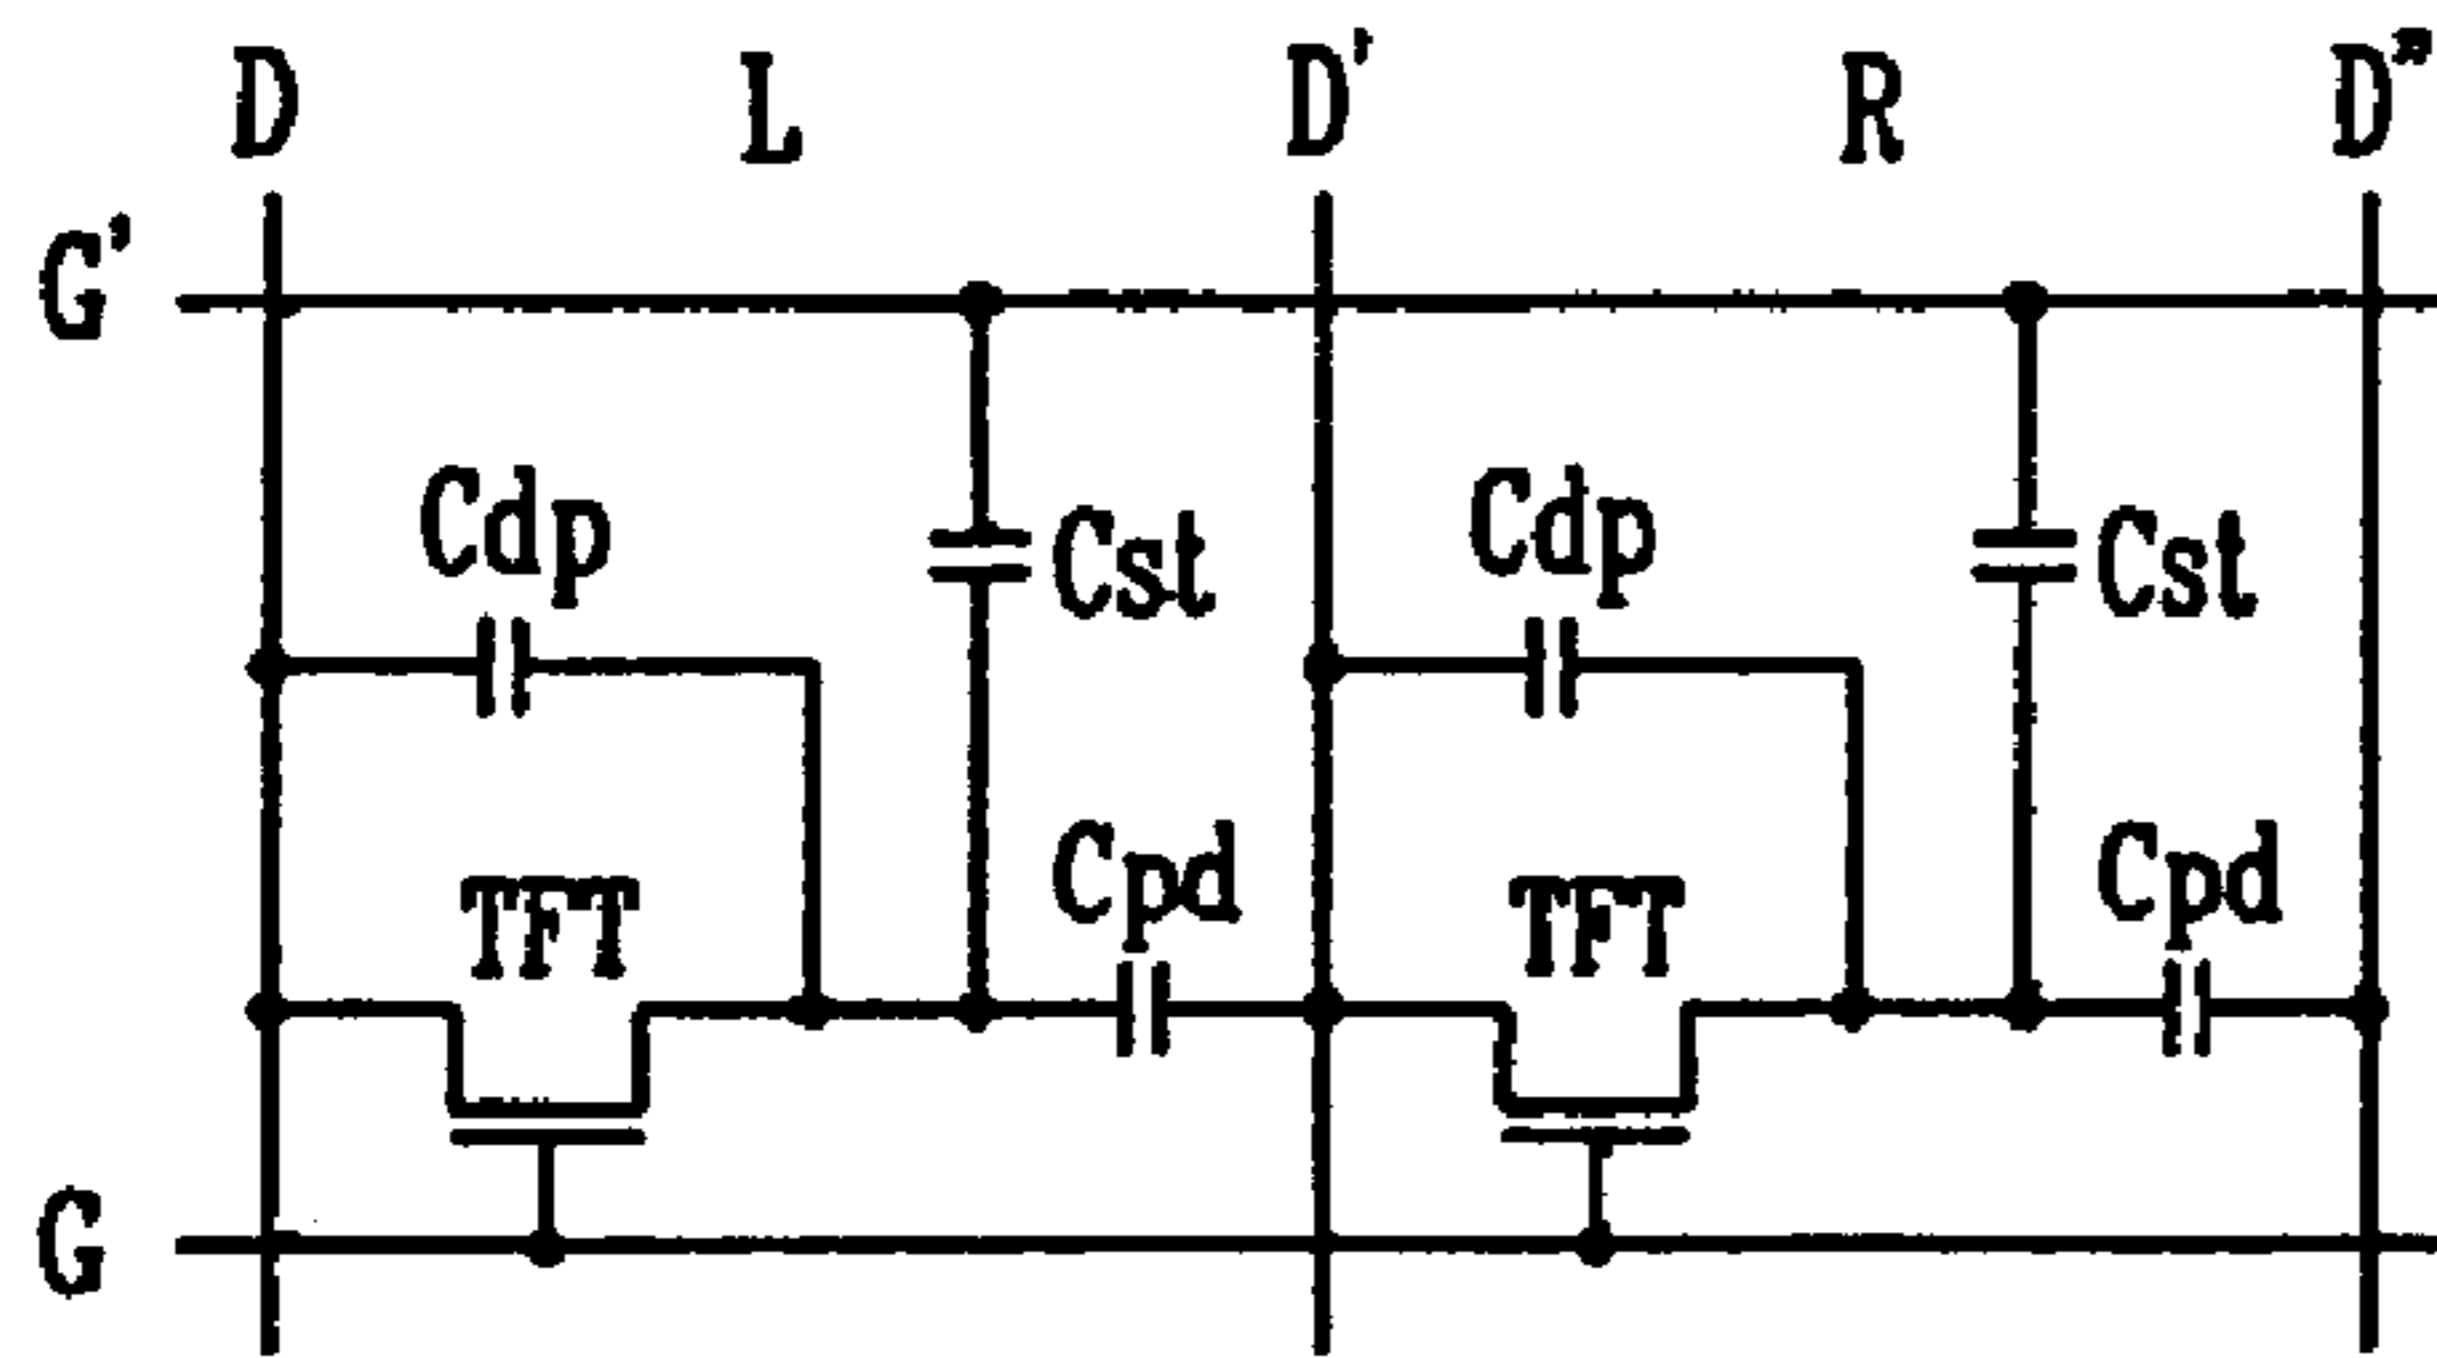 D L D' R D"
G'
Cdp Cst Cdp Cst
TFT Cpd TFT Cpd
G